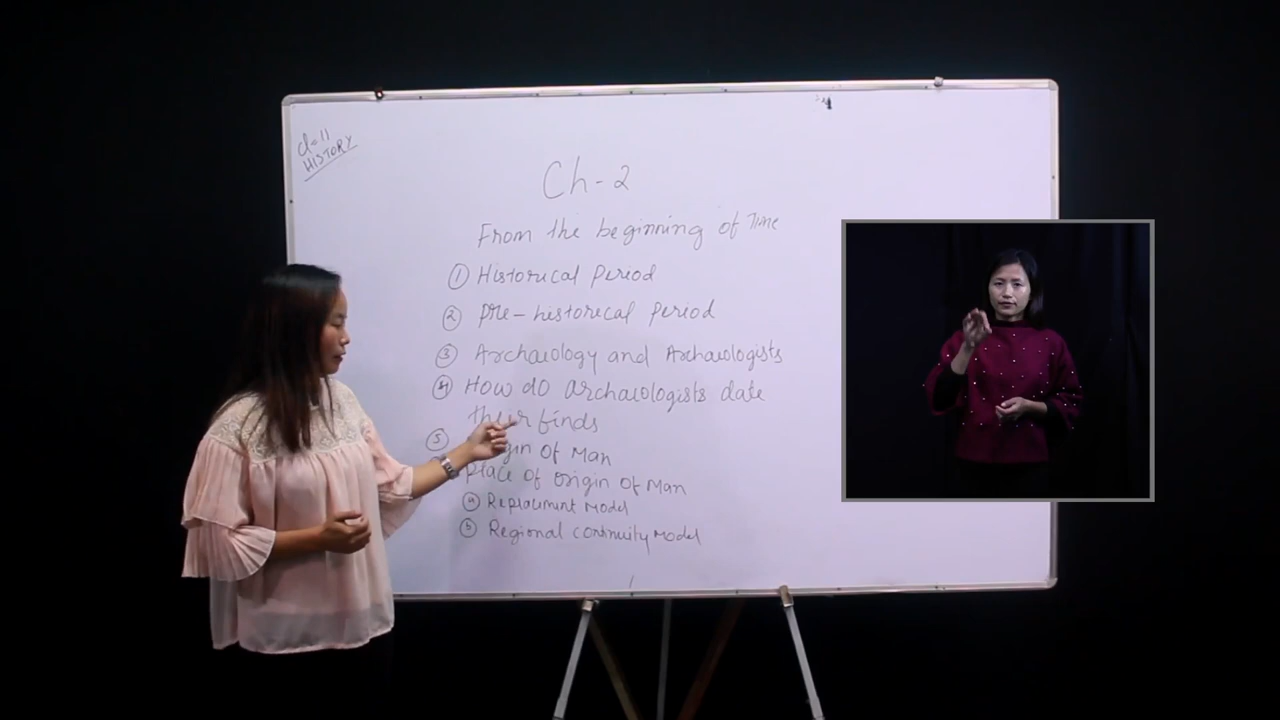 cl-11
HISTORY
Ch-2
From the beginning of Time
① Historical Period
② Pre-historical Period
③ Archaeology and Archaeologists
④ How do archaeologists date
their finds
⑤ gin of Man
Place of origin of Man
ⓐ Replacement Model
ⓑ Regional continuity Model